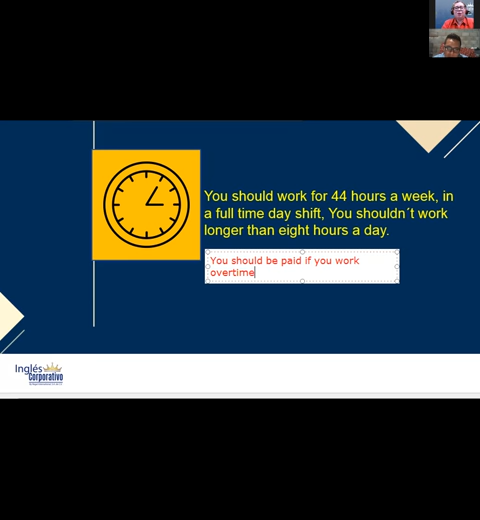 You should work for 44 hours a week, in
a full time day shift, You shouldn´t work
longer than eight hours a day.
You should be paid if you work
overtime
Inglés
Corporativo